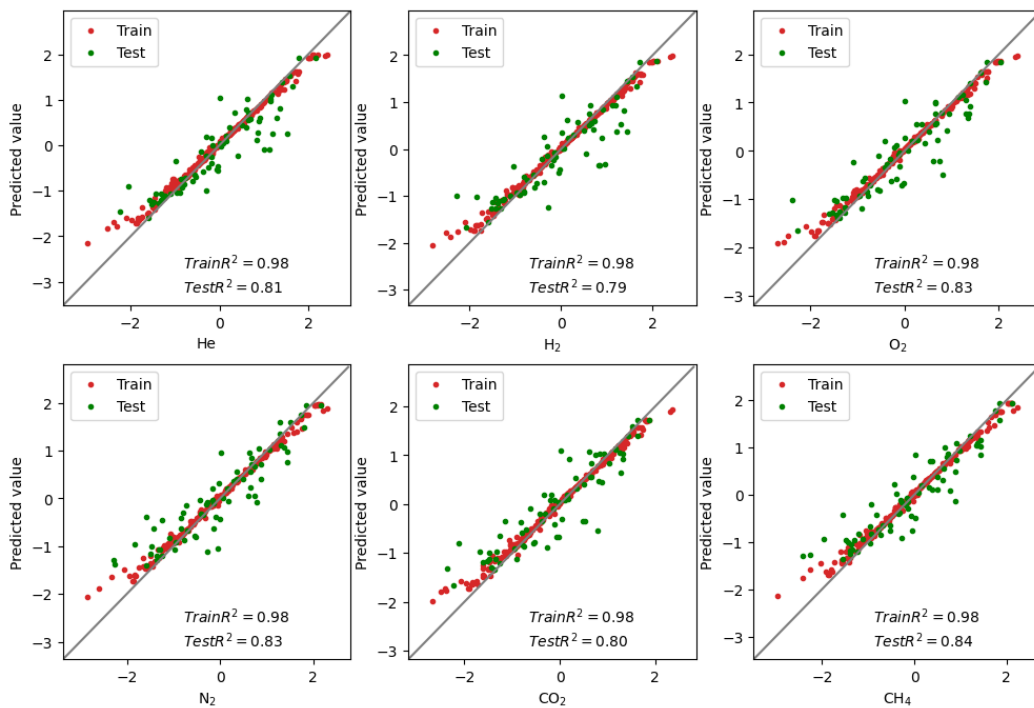 Train
Test
Predicted value
2
1
0
−1
−2
−3
TrainR² = 0.98
TestR² = 0.81
−2
0
2
He
Train
Test
Predicted value
2
1
0
−1
−2
−3
TrainR² = 0.98
TestR² = 0.79
−2
0
2
H₂
Train
Test
Predicted value
2
1
0
−1
−2
−3
TrainR² = 0.98
TestR² = 0.83
−2
0
2
O₂
Train
Test
Predicted value
2
1
0
−1
−2
−3
TrainR² = 0.98
TestR² = 0.83
−2
0
2
N₂
Train
Test
Predicted value
2
1
0
−1
−2
−3
TrainR² = 0.98
TestR² = 0.80
−2
0
2
CO₂
Train
Test
Predicted value
2
1
0
−1
−2
−3
TrainR² = 0.98
TestR² = 0.84
−2
0
2
CH₄